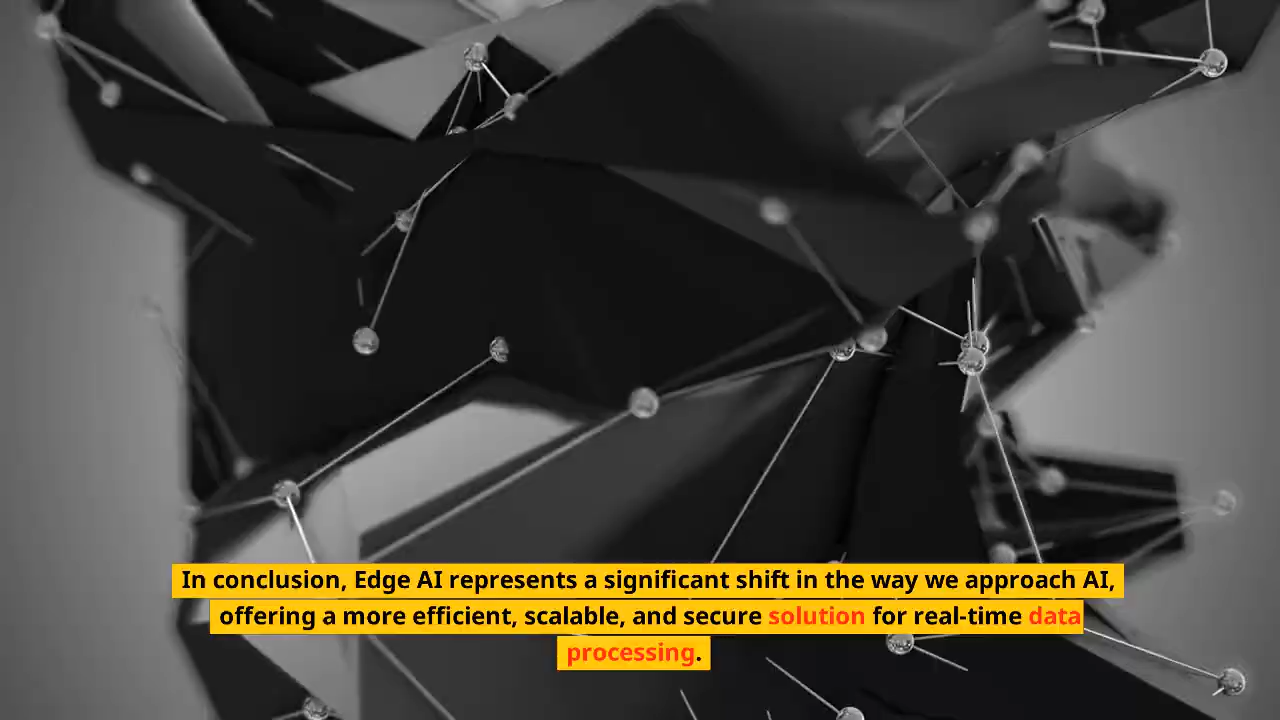 In conclusion, Edge AI represents a significant shift in the way we approach AI,
offering a more efficient, scalable, and secure solution for real-time data
processing.